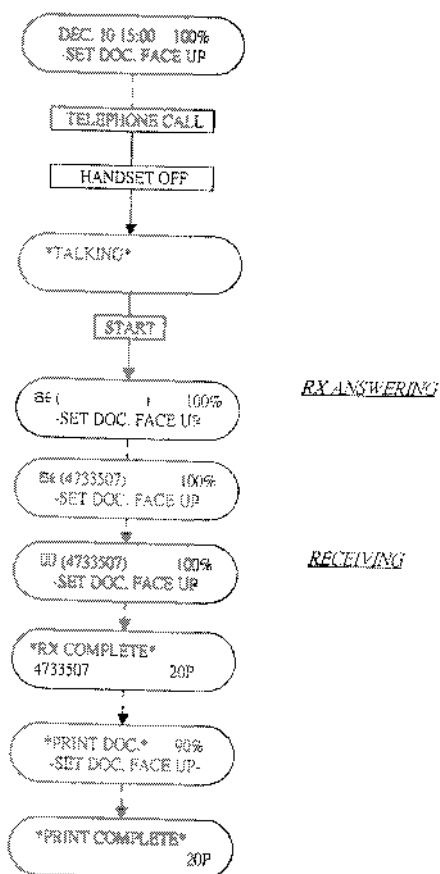 DEC. 10 15:00 100%
-SET DOC. FACE UP
TELEPHONE CALL
HANDSET OFF
*TALKING*
START
( ) 100%
RX ANSWERING
-SET DOC. FACE UP
(4733507) 100%
-SET DOC. FACE UP
(4733507) 100%
RECEIVING
-SET DOC. FACE UP
*RX COMPLETE*
4733507 20P
*PRINT DOC.* 90%
-SET DOC. FACE UP-
*PRINT COMPLETE*
20P